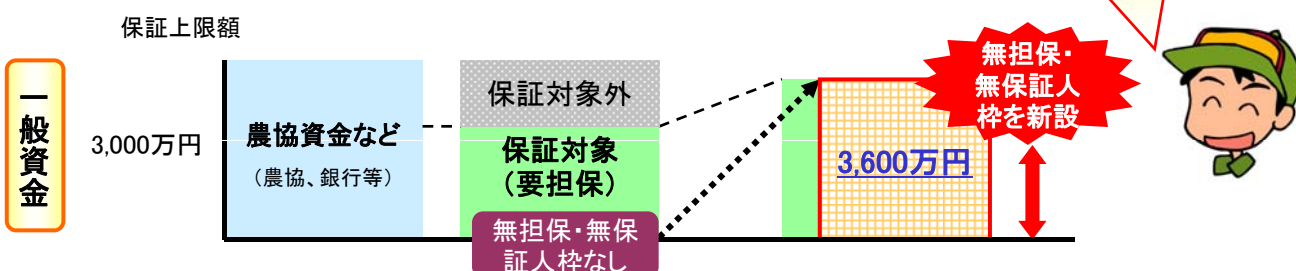 保証上限額
一般資金
3,000万円
農協資金など
（農協、銀行等）
保証対象外
保証対象
（要担保）
無担保・無保
証人枠なし
3,600万円
無担保・
無保証人
枠を新設